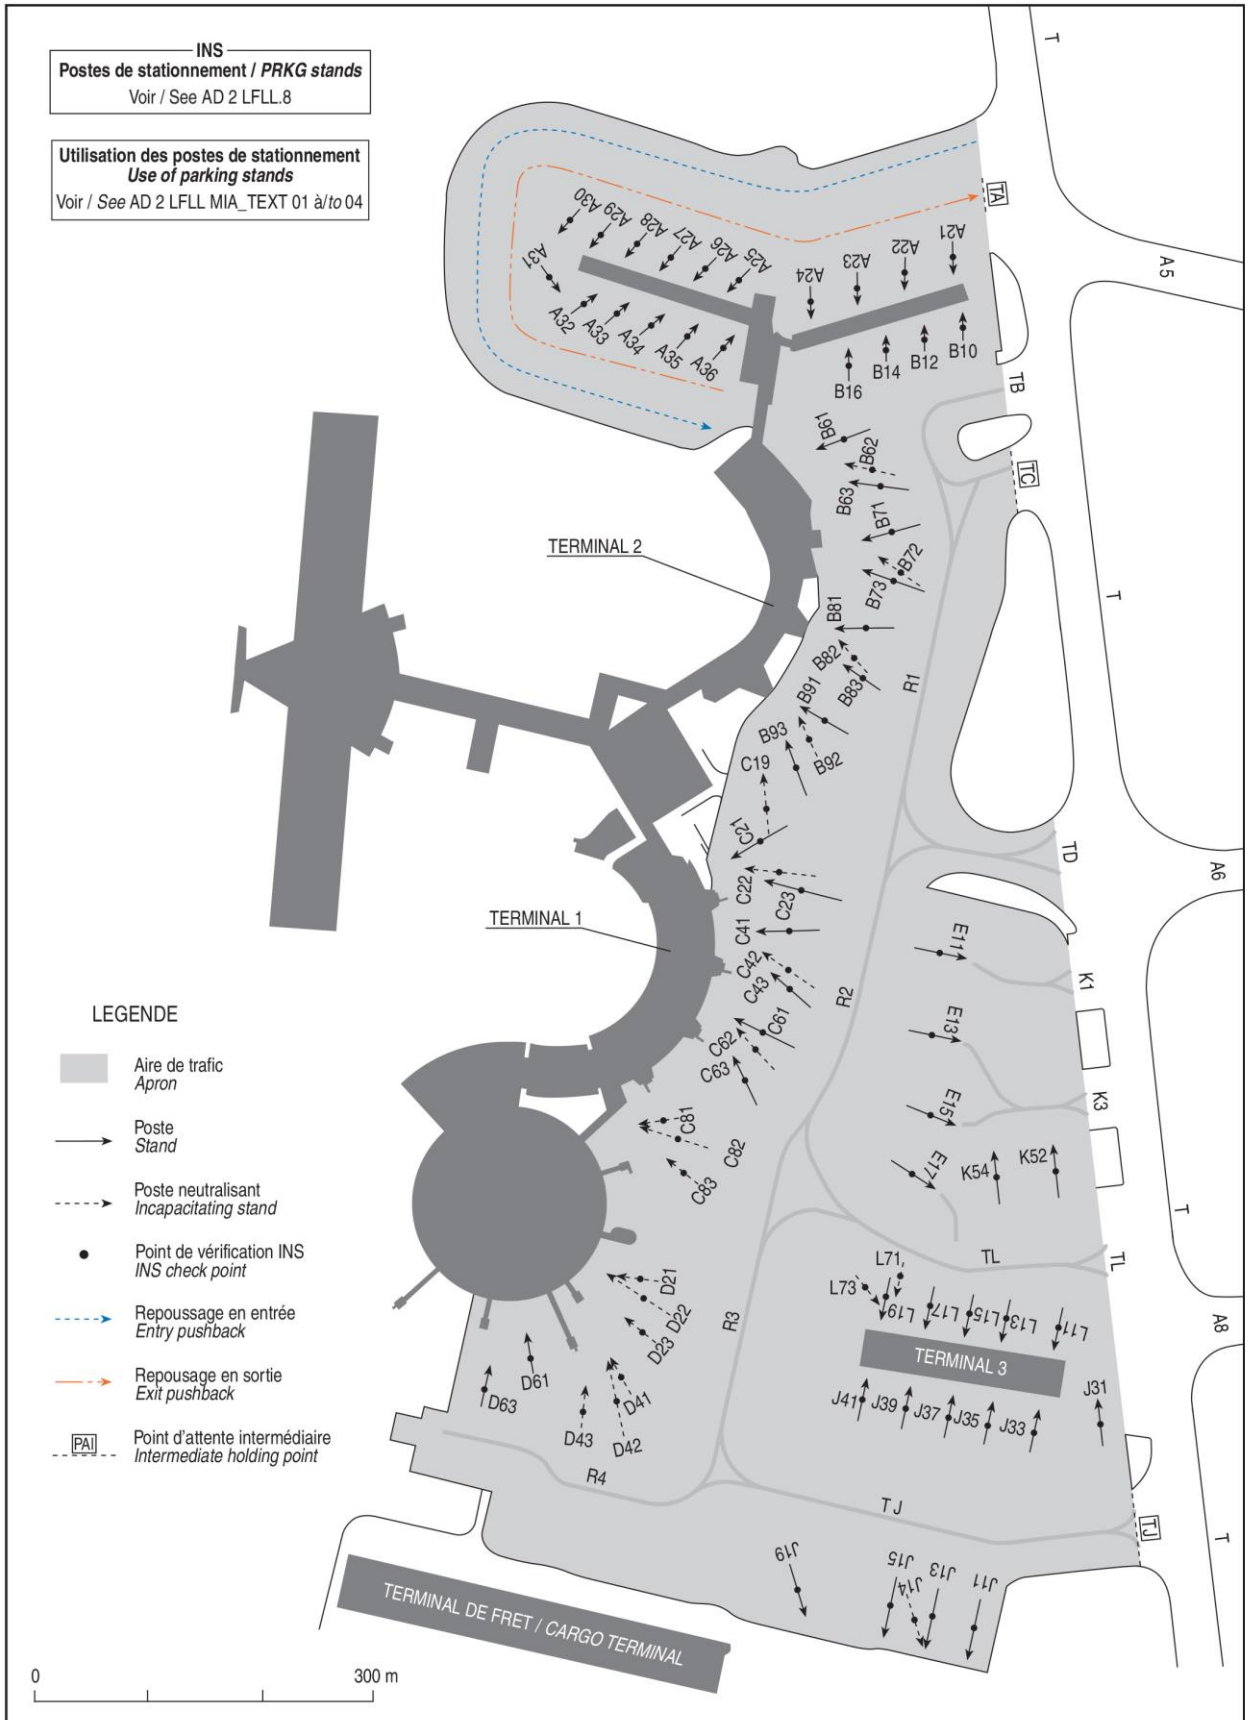 INS
Postes de stationnement / PRKG stands
Voir / See AD 2 LFLL.8
Utilisation des postes de stationnement
Use of parking stands
Voir / See AD 2 LFLL MIA_TEXT 01 à/to 04
T
TA
A5
A30
A29
A28
A27
A26
A25
A24
A23
A22
A21
A31
A32
A33
A34
A35
A36
B16
B14
B12
B10
TB
TC
B61
B62
B63
B71
B72
B73
TERMINAL 2
T
B81
B82
B83
R1
B91
B92
B93
C19
C21
TD
A6
C22
C23
TERMINAL 1
C41
C42
C43
R2
E11
K1
E13
C61
C62
C63
K3
E15
C81
C82
C83
E17
K54
K52
T
TL
TL
L71
L73
L19
L17
L15
L13
L11
A8
D21
D22
D23
R3
TERMINAL 3
D61
D63
D41
D42
D43
J41
J39
J37
J35
J33
J31
R4
TJ
TJ
T
J19
J15
J14
J13
J11
TERMINAL DE FRET / CARGO TERMINAL
LEGENDE
Aire de trafic
Apron
Poste
Stand
Poste neutralisant
Incapacitating stand
Point de vérification INS
INS check point
Repoussage en entrée
Entry pushback
Repousage en sortie
Exit pushback
PAI
Point d'attente intermédiaire
Intermediate holding point
0
300 m